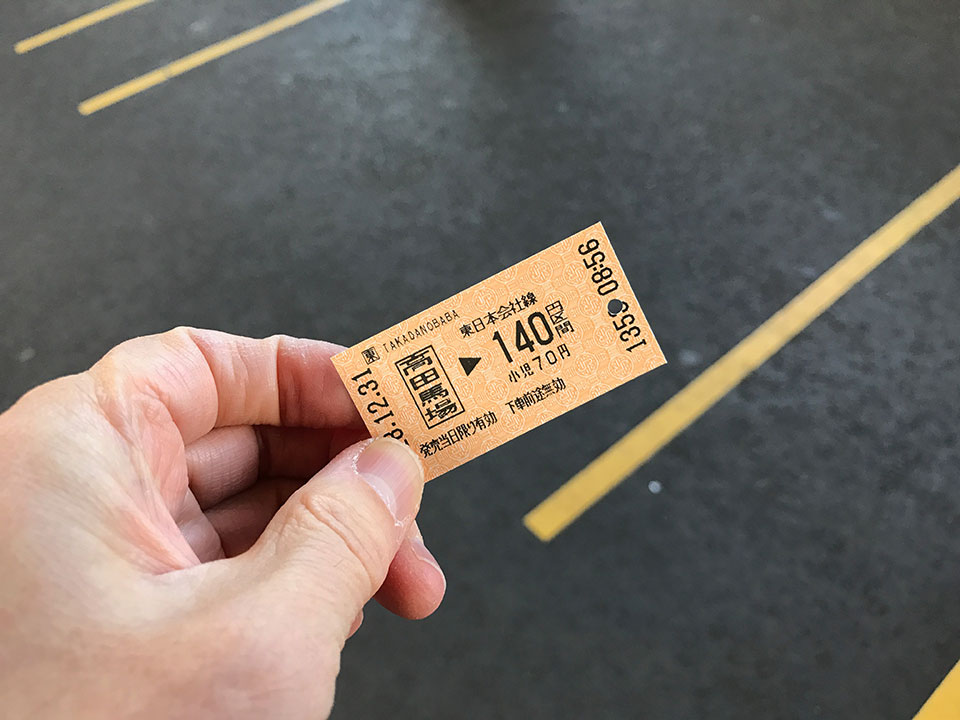 東 TAKADANOBABA
高田馬場
東日本会社線
▶ 140円区間
小児70円
発売当日限り有効 下車前途無効
.12.31
08:56